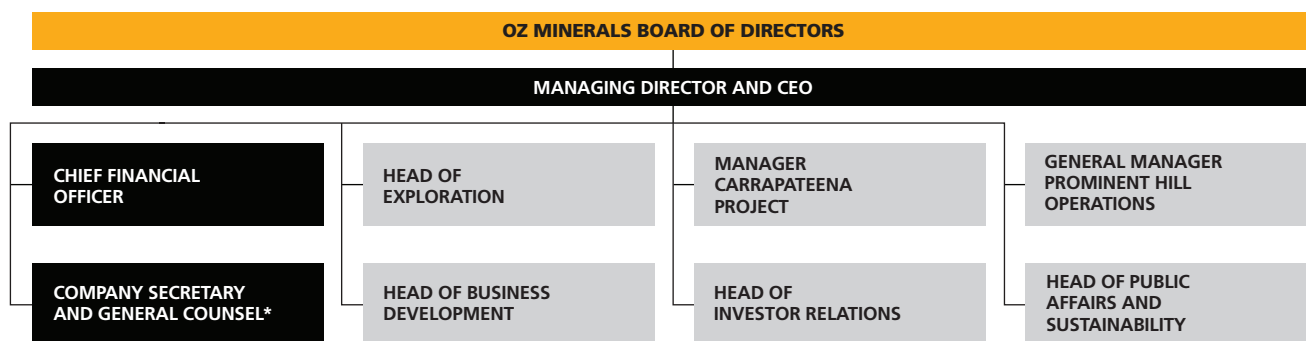 OZ MINERALS BOARD OF DIRECTORS
MANAGING DIRECTOR AND CEO
CHIEF FINANCIAL
OFFICER
HEAD OF
EXPLORATION
MANAGER
CARRAPATEENA
PROJECT
GENERAL MANAGER
PROMINENT HILL
OPERATIONS
COMPANY SECRETARY
AND GENERAL COUNSEL*
HEAD OF BUSINESS
DEVELOPMENT
HEAD OF
INVESTOR RELATIONS
HEAD OF PUBLIC
AFFAIRS AND
SUSTAINABILITY